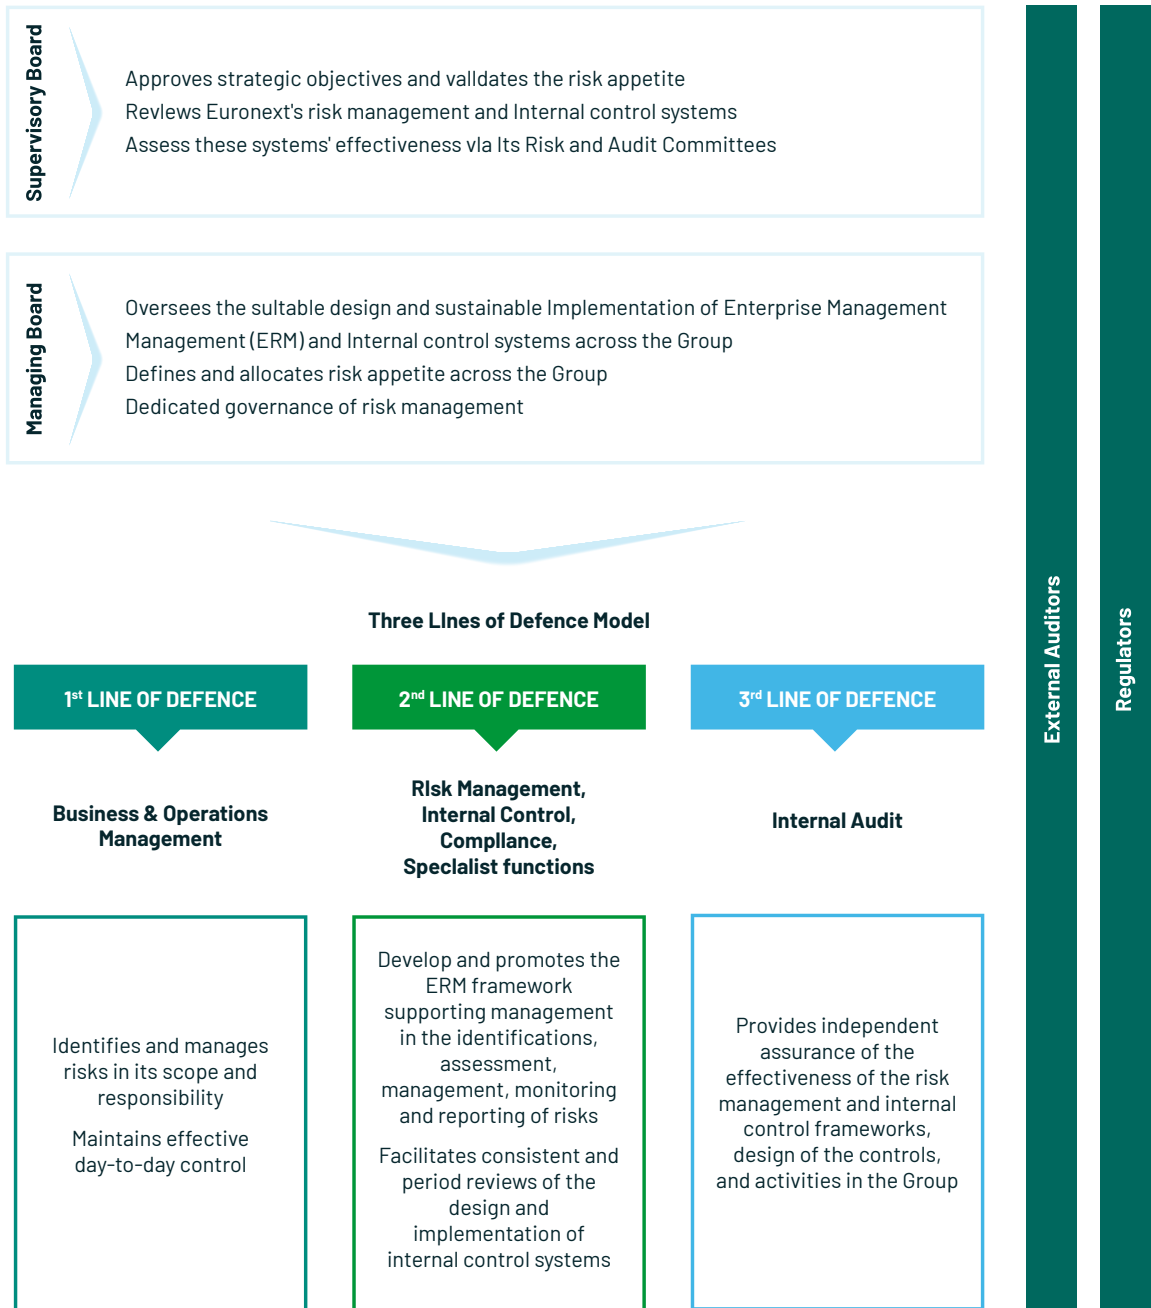 Supervisory Board
Approves strategic objectives and valldates the risk appetite
Revlews Euronext's risk management and Internal control systems
Assess these systems' effectiveness vla Its Risk and Audit Committees
Managing Board
Oversees the sultable design and sustainable Implementation of Enterprise Management
Management (ERM) and Internal control systems across the Group
Defines and allocates risk appetite across the Group
Dedicated governance of risk management
Three LInes of Defence Model
1st LINE OF DEFENCE
Business & Operations
Management
Identifies and manages
risks in its scope and
responsibility
Maintains effective
day-to-day control
2nd LINE OF DEFENCE
RIsk Management,
Internal Control,
Compllance,
Speclalist functions
Develop and promotes the
ERM framework
supporting management
in the identifications,
assessment,
management, monitoring
and reporting of risks
Facilitates consistent and
period reviews of the
design and
implementation of
internal control systems
3rd LINE OF DEFENCE
Internal Audit
Provides independent
assurance of the
effectiveness of the risk
management and internal
control frameworks,
design of the controls,
and activities in the Group
External Auditors
Regulators